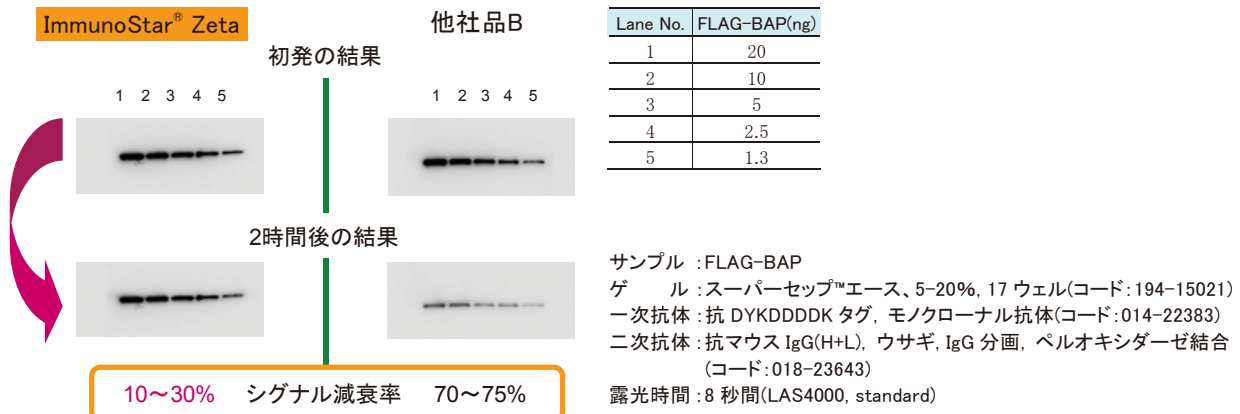 ImmunoStar® Zeta
他社品B
初発の結果
1 2 3 4 5
1 2 3 4 5
2時間後の結果
10～30% シグナル減衰率 70～75%
Lane No. FLAG-BAP(ng)
1 20
2 10
3 5
4 2.5
5 1.3
サンプル :FLAG-BAP
ゲ　ル :スーパーセップ™エース、5-20%, 17 ウェル(コード:194-15021)
一次抗体 :抗 DYKDDDDK タグ, モノクローナル抗体(コード:014-22383)
二次抗体 :抗マウス IgG(H+L), ウサギ, IgG 分画, ペルオキシダーゼ結合
(コード:018-23643)
露光時間 :8 秒間(LAS4000, standard)